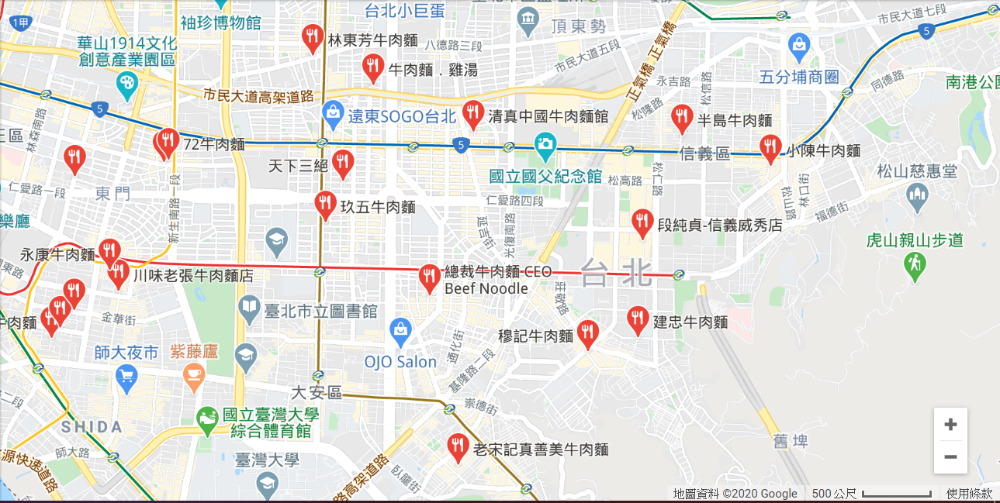 台北小巨蛋
1甲
袖珍博物館
頂東勢
市民大道七段
5
華山1914文化
創意產業園區
林東芳牛肉麵
八德路三段
牛肉麵．雞湯
市民大道五段
正氣橋
正氣橋
五分埔商圈
同德路
南港公園
永吉路
松信路
市民大道高架道路
松隆路
5
遠東SOGO台北
清真中國牛肉麵館
半島牛肉麵
林森南路
72牛肉麵
5
信義區
小陳牛肉麵
天下三絕
國立國父紀念館
松高路
松仁路
松山路
林口街
松山慈惠堂
仁愛路一段
東門
新生南路一段
玖五牛肉麵
仁愛路四段
延吉街
光復南路
福德街
段純貞-信義威秀店
樂廳
虎山親山步道
永康牛肉麵
川味老張牛肉麵店
總裁牛肉麵-CEO
Beef Noodle
台北
莊敬路
牛肉麵
金華街
臺北市立圖書館
穆記牛肉麵
建忠牛肉麵
師大夜市
紫藤廬
OJO Salon
通化街
基隆路二段
大安區
崇德街
SHIDA
國立臺灣大學
綜合體育館
師大路
臺灣大學
老宋記真善美牛肉麵
臥龍街
舊埤
地圖資料 ©2020 Google
500 公尺
使用條款